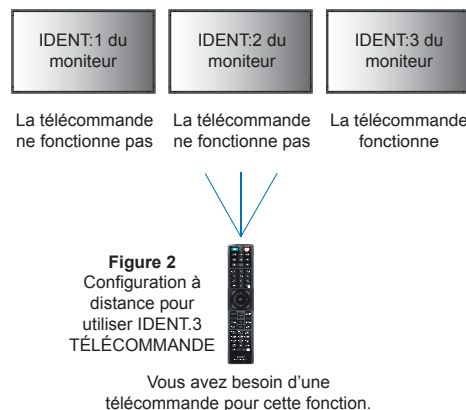 IDENT:1 du
moniteur
IDENT:2 du
moniteur
IDENT:3 du
moniteur
La télécommande
ne fonctionne pas
La télécommande
ne fonctionne pas
La télécommande
fonctionne
Figure 2
Configuration à
distance pour
utiliser IDENT.3
TÉLÉCOMMANDE
Vous avez besoin d’une
télécommande pour cette fonction.